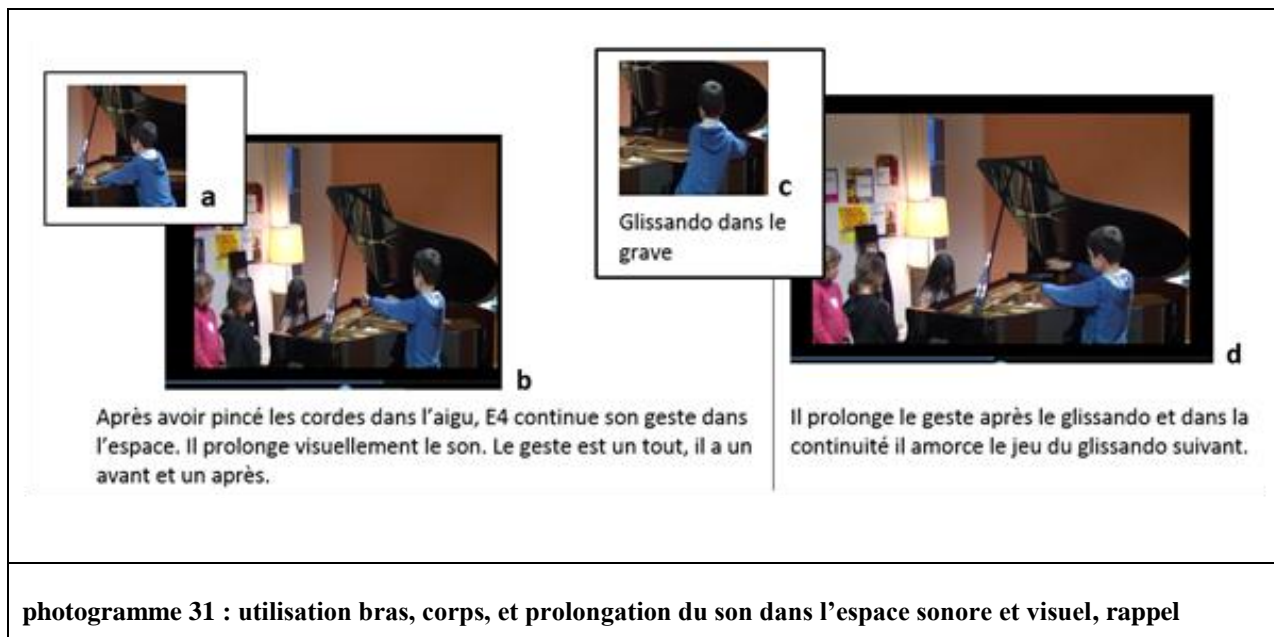 a
b
Après avoir pincé les cordes dans l’aigu, E4 continue son geste dans
l’espace. Il prolonge visuellement le son. Le geste est un tout, il a un
avant et un après.
c
Glissando dans le
grave
d
Il prolonge le geste après le glissando et dans la
continuité il amorce le jeu du glissando suivant.
photogramme 31 : utilisation bras, corps, et prolongation du son dans l’espace sonore et visuel, rappel